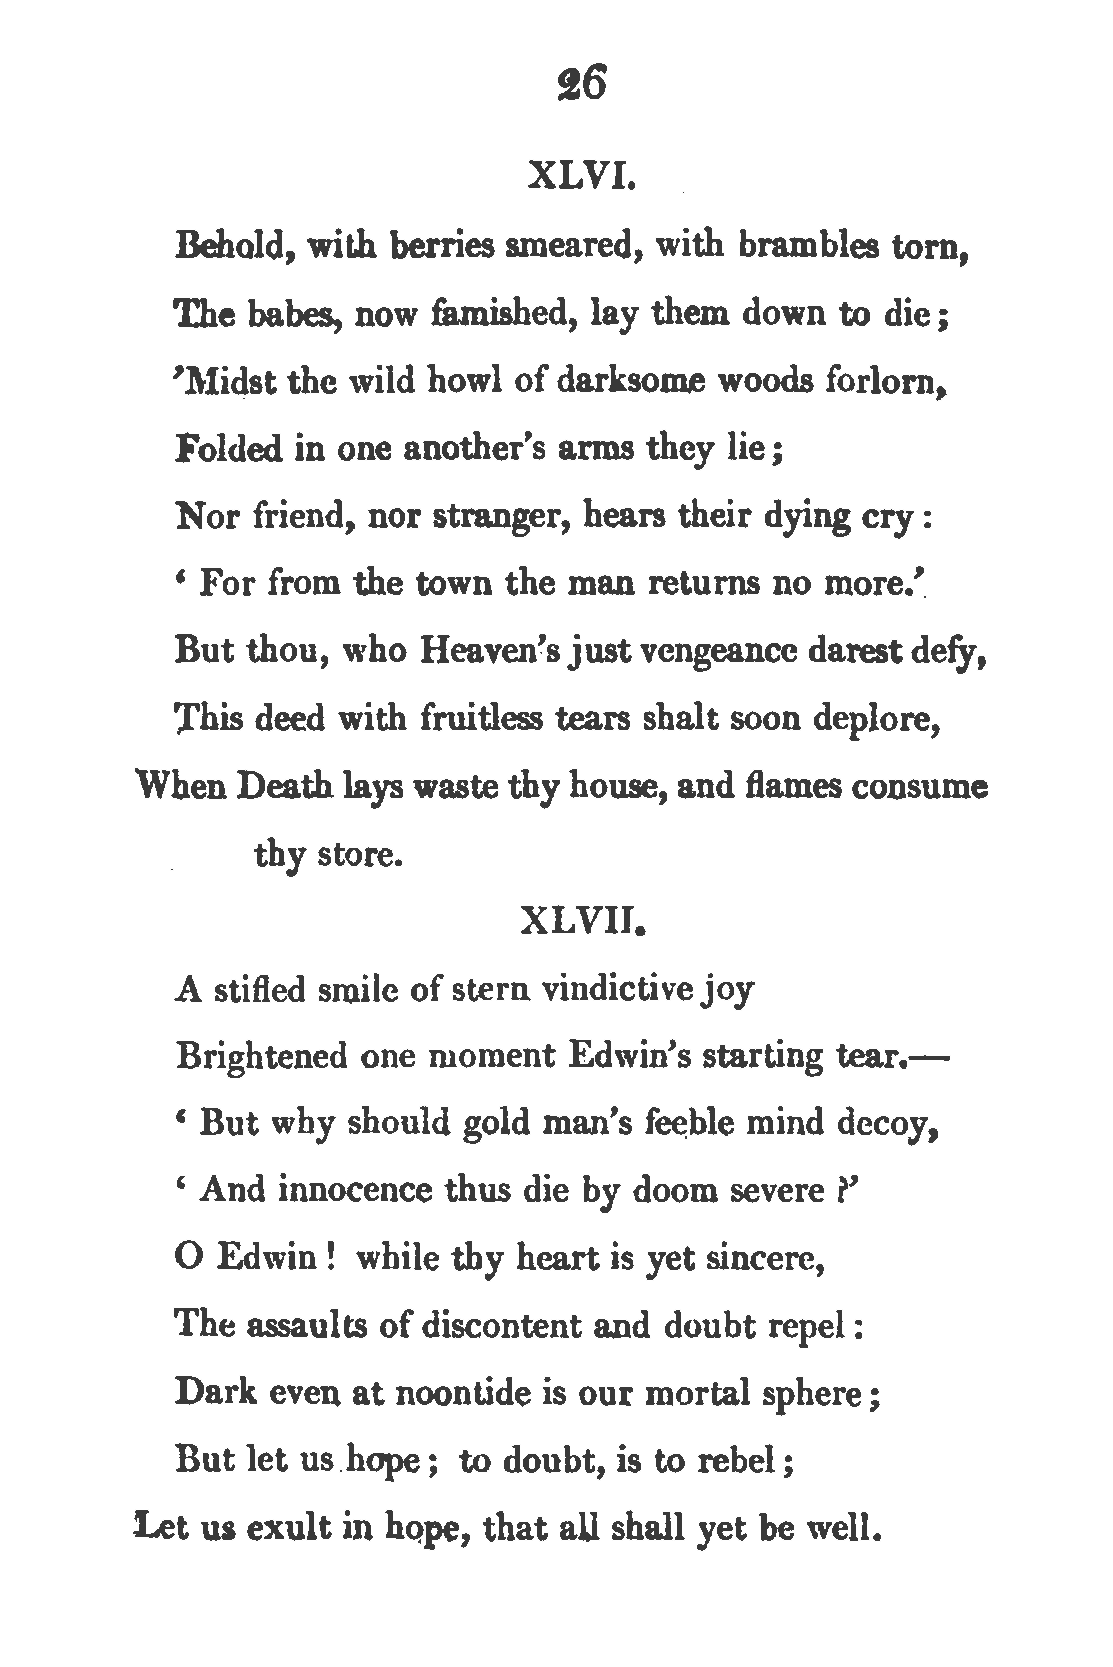 26
XLVI.
Behold, with berries smeared, with brambles torn,
The babes, now famished, lay them down to die;
’Midst the wild howl of darksome woods forlorn,
Folded in one another’s arms they lie;
Nor friend, nor stranger, hears their dying cry:
‘ For from the town the man returns no more.’
But thou, who Heaven’s just vengeance darest defy,
This deed with fruitless tears shalt soon deplore,
When Death lays waste thy house, and flames consume
thy store.
XLVII.
A stifled smile of stern vindictive joy
Brightened one moment Edwin’s starting tear.—
‘ But why should gold man’s feeble mind decoy,
‘ And innocence thus die by doom severe ?’
O Edwin ! while thy heart is yet sincere,
The assaults of discontent and doubt repel :
Dark even at noontide is our mortal sphere;
But let us hope; to doubt, is to rebel;
Let us exult in hope, that all shall yet be well.